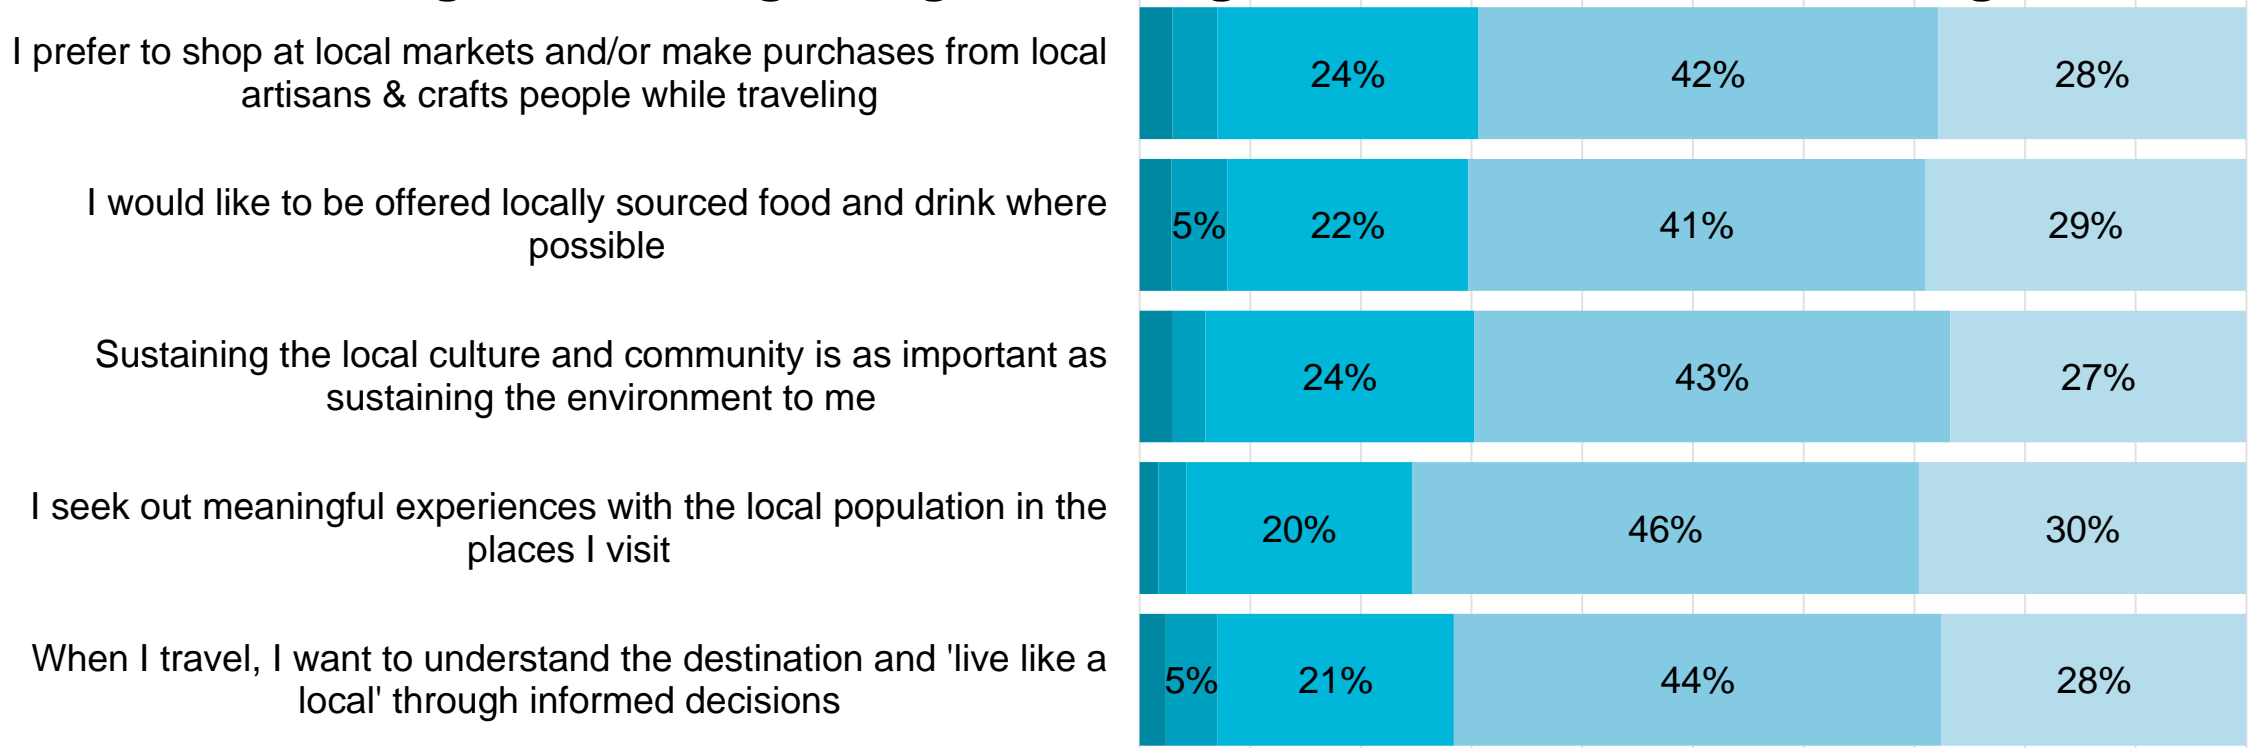 I prefer to shop at local markets and/or make purchases from local
artisans & crafts people while traveling
24% 42% 28%
I would like to be offered locally sourced food and drink where
possible
5% 22% 41% 29%
Sustaining the local culture and community is as important as
sustaining the environment to me
24% 43% 27%
I seek out meaningful experiences with the local population in the
places I visit
20% 46% 30%
When I travel, I want to understand the destination and 'live like a
local' through informed decisions
5% 21% 44% 28%